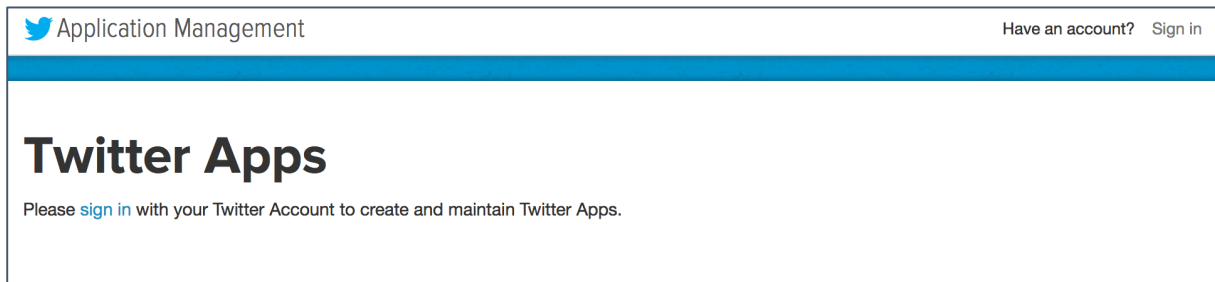 Application Management
Have an account? Sign in
Twitter Apps
Please sign in with your Twitter Account to create and maintain Twitter Apps.